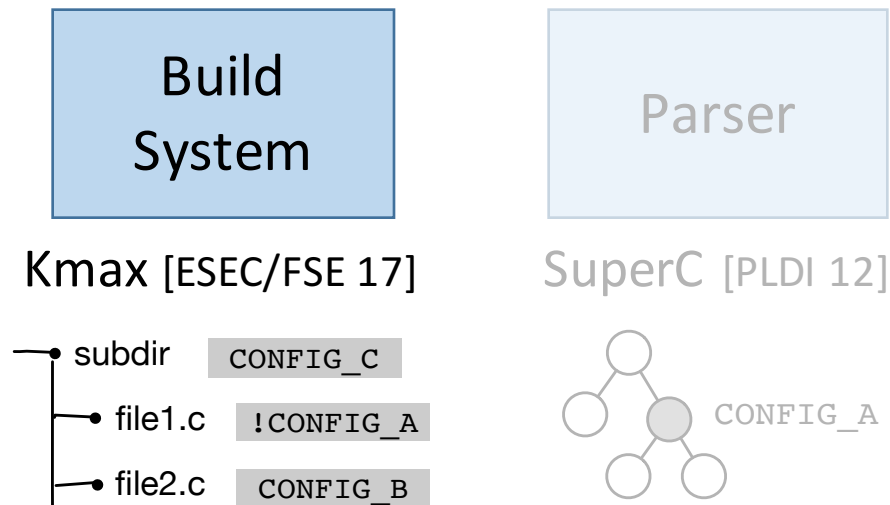 Build
System
Parser
Kmax [ESEC/FSE 17]
SuperC [PLDI 12]
subdir CONFIG_C
file1.c !CONFIG_A
file2.c CONFIG_B
CONFIG_A